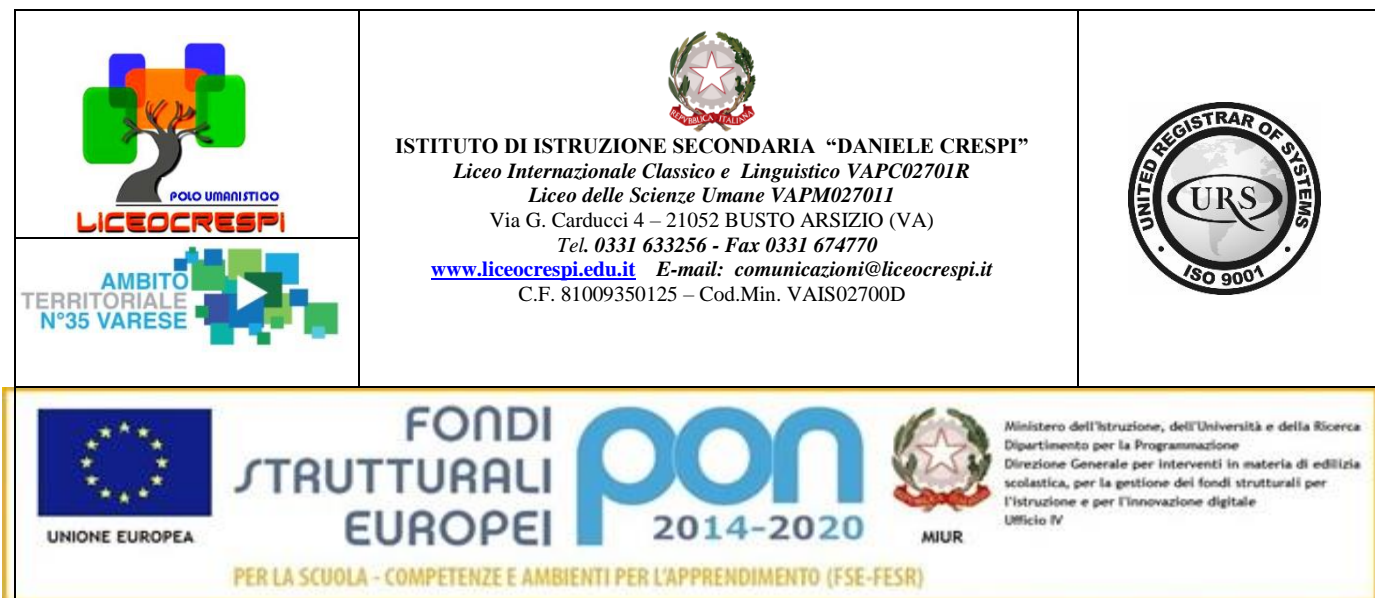 POLO UMANISTICO
LICEOCRESPI
AMBITO
TERRITORIALE
N°35 VARESE
REPVBBLICA ITALIANA
ISTITUTO DI ISTRUZIONE SECONDARIA “DANIELE CRESPI”
Liceo Internazionale Classico e Linguistico VAPC02701R
Liceo delle Scienze Umane VAPM027011
Via G. Carducci 4 – 21052 BUSTO ARSIZIO (VA)
Tel. 0331 633256 - Fax 0331 674770
www.liceocrespi.edu.it E-mail: comunicazioni@liceocrespi.it
C.F. 81009350125 – Cod.Min. VAIS02700D
UNITED REGISTRAR OF SYSTEMS
URS
ISO 9001
UNIONE EUROPEA
FONDI
STRUTTURALI
EUROPEI
pon
2014-2020
MIUR
Ministero dell'Istruzione, dell'Università e della Ricerca
Dipartimento per la Programmazione
Direzione Generale per interventi in materia di edilizia
scolastica, per la gestione dei fondi strutturali per
l'istruzione e per l'innovazione digitale
Ufficio IV
PER LA SCUOLA - COMPETENZE E AMBIENTI PER L'APPRENDIMENTO (FSE-FESR)